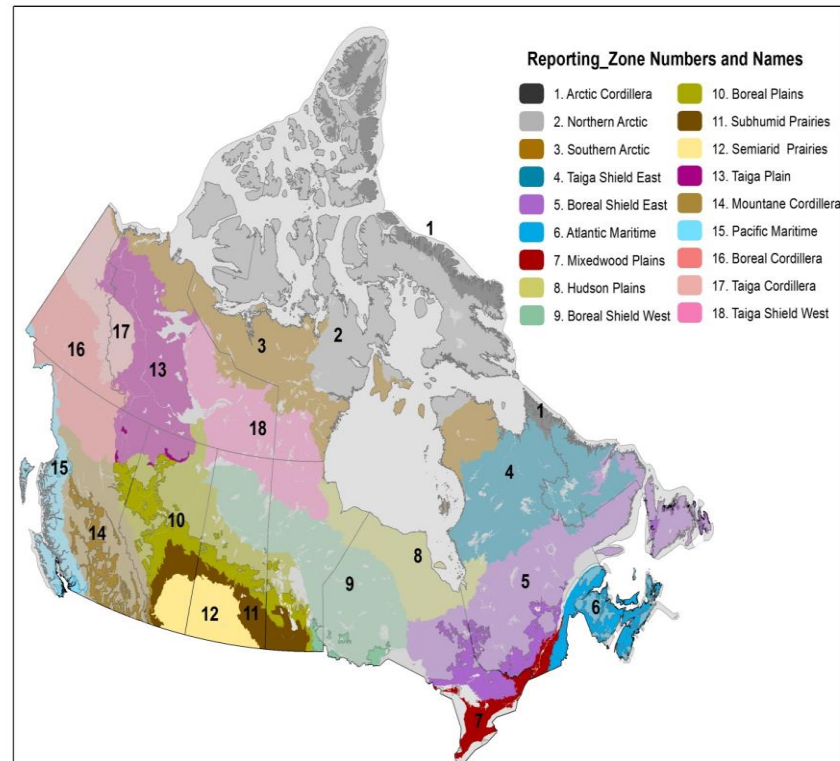 Reporting_Zone Numbers and Names
1. Arctic Cordillera
2. Northern Arctic
3. Southern Arctic
4. Taiga Shield East
5. Boreal Shield East
6. Atlantic Maritime
7. Mixedwood Plains
8. Hudson Plains
9. Boreal Shield West
10. Boreal Plains
11. Subhumid Prairies
12. Semiarid Prairies
13. Taiga Plain
14. Mountane Cordillera
15. Pacific Maritime
16. Boreal Cordillera
17. Taiga Cordillera
18. Taiga Shield West
1
2
3
17
16
13
1
18
4
15
10
14
8
9
5
12
11
6
7